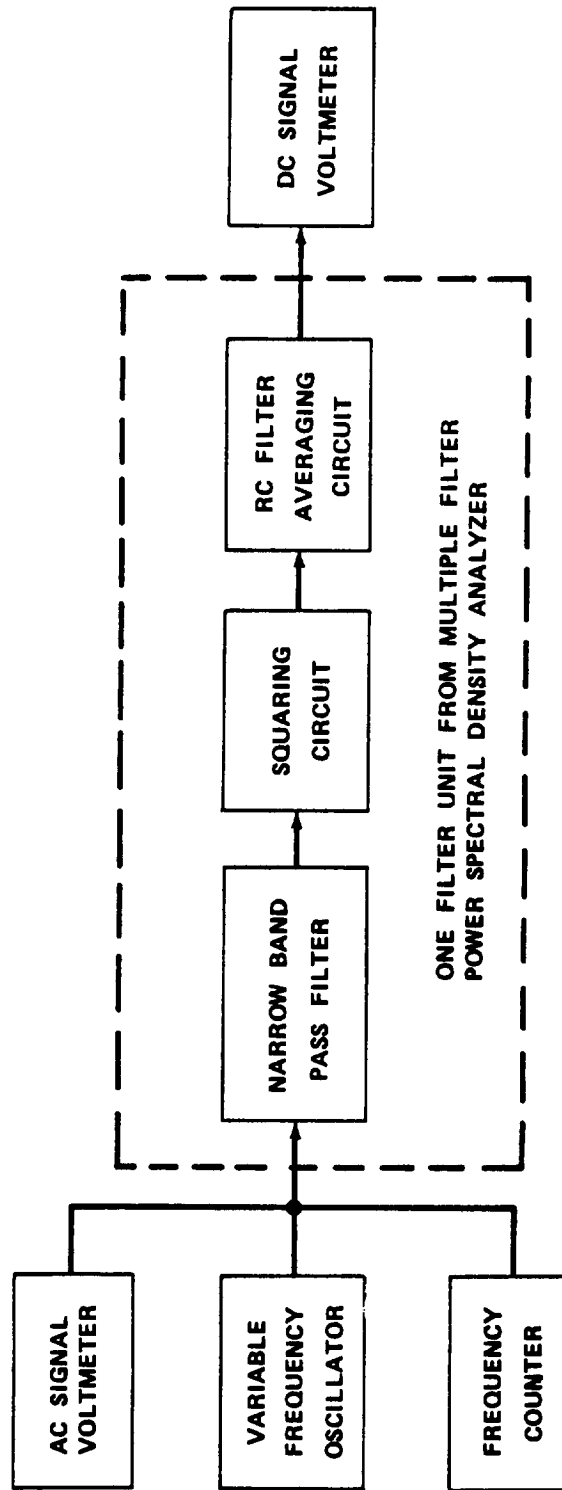 AC SIGNAL
VOLTMETER
VARIABLE
FREQUENCY
OSCILLATOR
FREQUENCY
COUNTER
NARROW BAND
PASS FILTER
SQUARING
CIRCUIT
RC FILTER
AVERAGING
CIRCUIT
ONE FILTER UNIT FROM MULTIPLE FILTER
POWER SPECTRAL DENSITY ANALYZER
DC SIGNAL
VOLTMETER